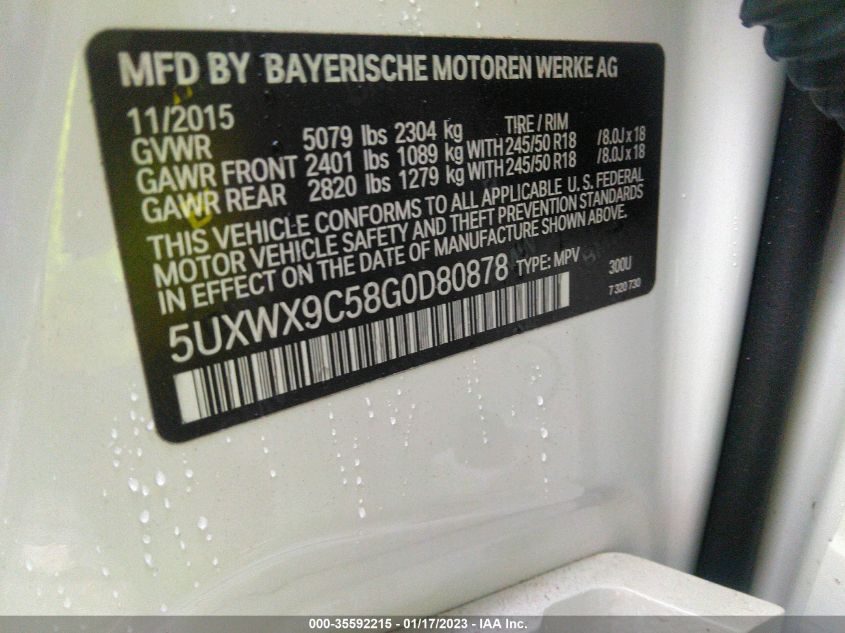 MFD BY BAYERISCHE MOTOREN WERKE AG
11/2015 TIRE / RIM
GVWR 5079 lbs 2304 kg
GAWR FRONT 2401 lbs 1089 kg WITH 245/50 R18 /8.0J x 18
GAWR REAR 2820 lbs 1279 kg WITH 245/50 R18 /8.0J x 18
THIS VEHICLE CONFORMS TO ALL APPLICABLE U. S. FEDERAL
MOTOR VEHICLE SAFETY AND THEFT PREVENTION STANDARDS
IN EFFECT ON THE DATE OF MANUFACTURE SHOWN ABOVE.
5UXWX9C58G0D80878 TYPE: MPV 300U
7 320 730
000-35592215 - 01/17/2023 - IAA Inc.